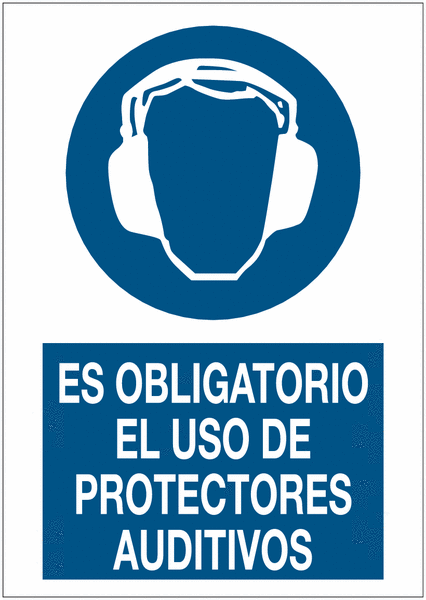 ES OBLIGATORIO
EL USO DE
PROTECTORES
AUDITIVOS